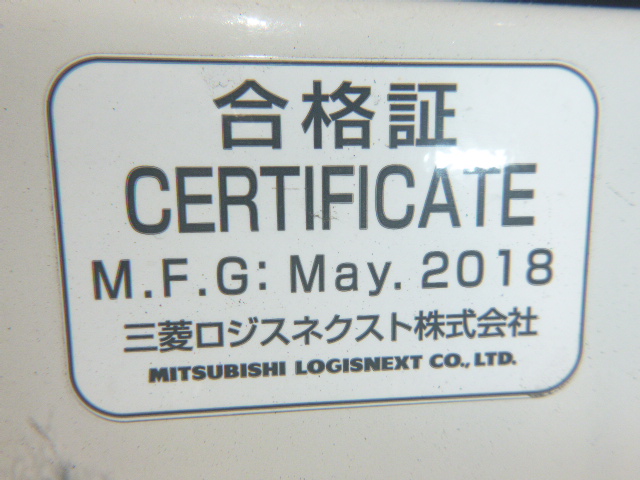 合格証
CERTIFICATE
M.F.G: May. 2018
三菱ロジスネクスト株式会社
MITSUBISHI LOGISNEXT CO., LTD.